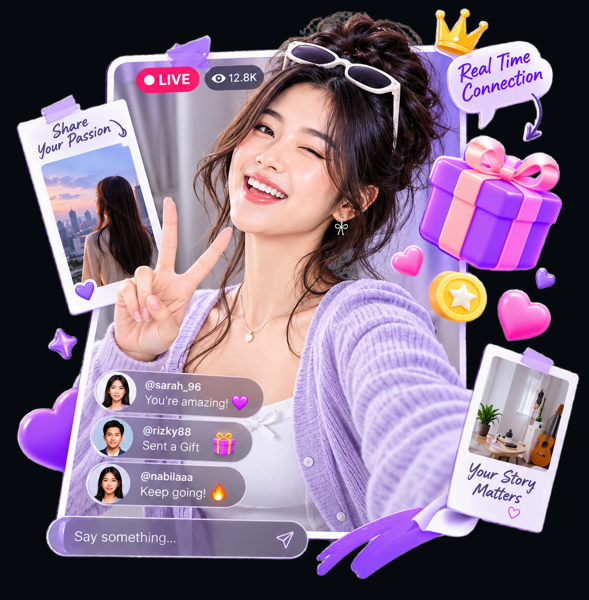 LIVE
12.8K
Real Time
Connection
Share
Your Passion
@sarah_96
You're amazing! 💜
@rizky88
Sent a Gift 🎁
@nabilaaa
Keep going! 🔥
Say something...
Your Story
Matters